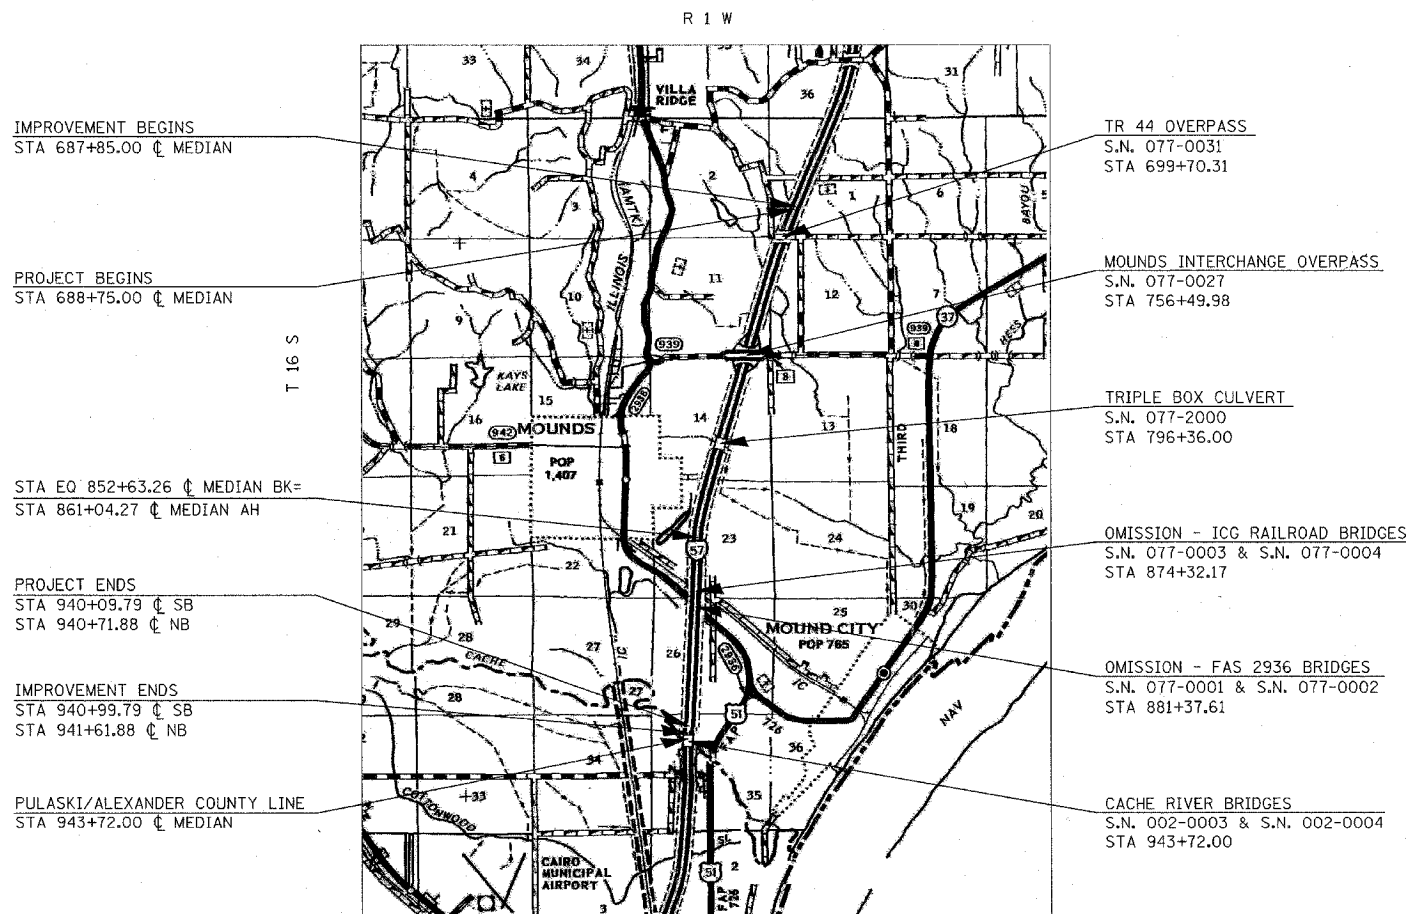 R 1 W
IMPROVEMENT BEGINS
STA 687+85.00 ℄ MEDIAN
PROJECT BEGINS
STA 688+75.00 ℄ MEDIAN
T 16 S
STA EQ 852+63.26 ℄ MEDIAN BK=
STA 861+04.27 ℄ MEDIAN AH
PROJECT ENDS
STA 940+09.79 ℄ SB
STA 940+71.88 ℄ NB
IMPROVEMENT ENDS
STA 940+99.79 ℄ SB
STA 941+61.88 ℄ NB
PULASKI/ALEXANDER COUNTY LINE
STA 943+72.00 ℄ MEDIAN
33
34
36
31
VILLA
RIDGE
4
3
2
1
6
(AMTK)
ILLINOIS
BAYOU
10
11
12
7
9
37
939
939
8
HESS
KAYS
LAKE
8
15
16
2936
14
13
18
942
MOUNDS
6
POP
1,407
THIRD
21
22
23
24
19
20
57
25
30
MOUND CITY
POP 765
29
28
27
26
CACHE
IC
2936
IC
3
28
27
51
FAP
726
NAV
36
34
33
COTTONWOOD
35
CAIRO
MUNICIPAL
AIRPORT
2
51
FAP
726
3
TR 44 OVERPASS
S.N. 077-0031
STA 699+70.31
MOUNDS INTERCHANGE OVERPASS
S.N. 077-0027
STA 756+49.98
TRIPLE BOX CULVERT
S.N. 077-2000
STA 796+36.00
OMISSION - ICG RAILROAD BRIDGES
S.N. 077-0003 & S.N. 077-0004
STA 874+32.17
OMISSION - FAS 2936 BRIDGES
S.N. 077-0001 & S.N. 077-0002
STA 881+37.61
CACHE RIVER BRIDGES
S.N. 002-0003 & S.N. 002-0004
STA 943+72.00